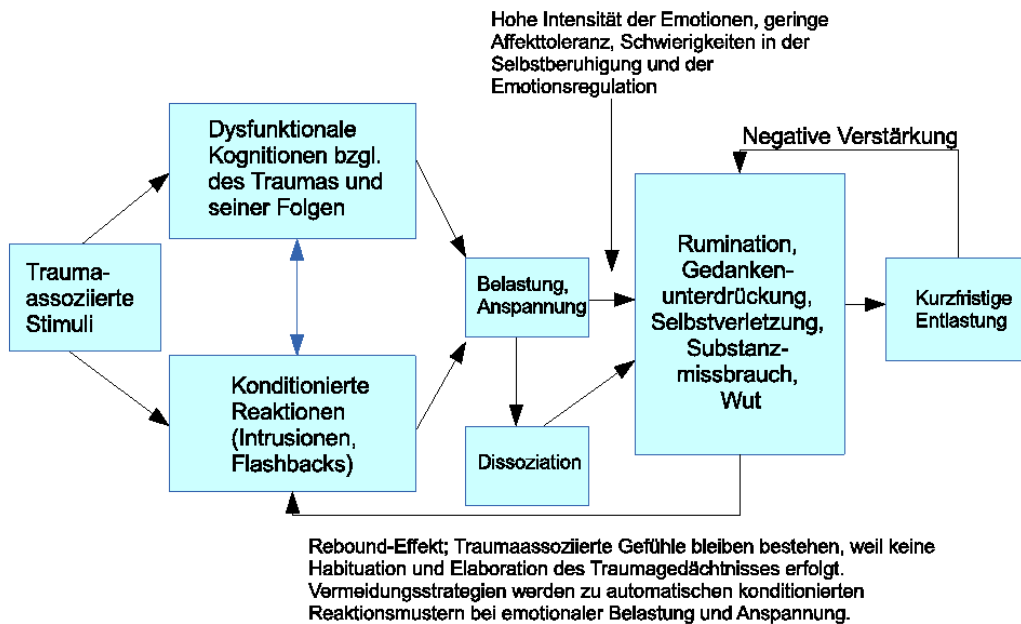 Hohe Intensität der Emotionen, geringe
Affekttoleranz, Schwierigkeiten in der
Selbstberuhigung und der
Emotionsregulation
Dysfunktionale
Kognitionen bzgl.
des Traumas und
seiner Folgen
Negative Verstärkung
Trauma-
assoziierte
Stimuli
Belastung,
Anspannung
Rumination,
Gedanken-
unterdrückung,
Selbstverletzung,
Substanz-
missbrauch,
Wut
Kurzfristige
Entlastung
Konditionierte
Reaktionen
(Intrusionen,
Flashbacks)
Dissoziation
Rebound-Effekt; Traumaassoziierte Gefühle bleiben bestehen, weil keine
Habituation und Elaboration des Traumagedächtnisses erfolgt.
Vermeidungsstrategien werden zu automatischen konditionierten
Reaktionsmustern bei emotionaler Belastung und Anspannung.